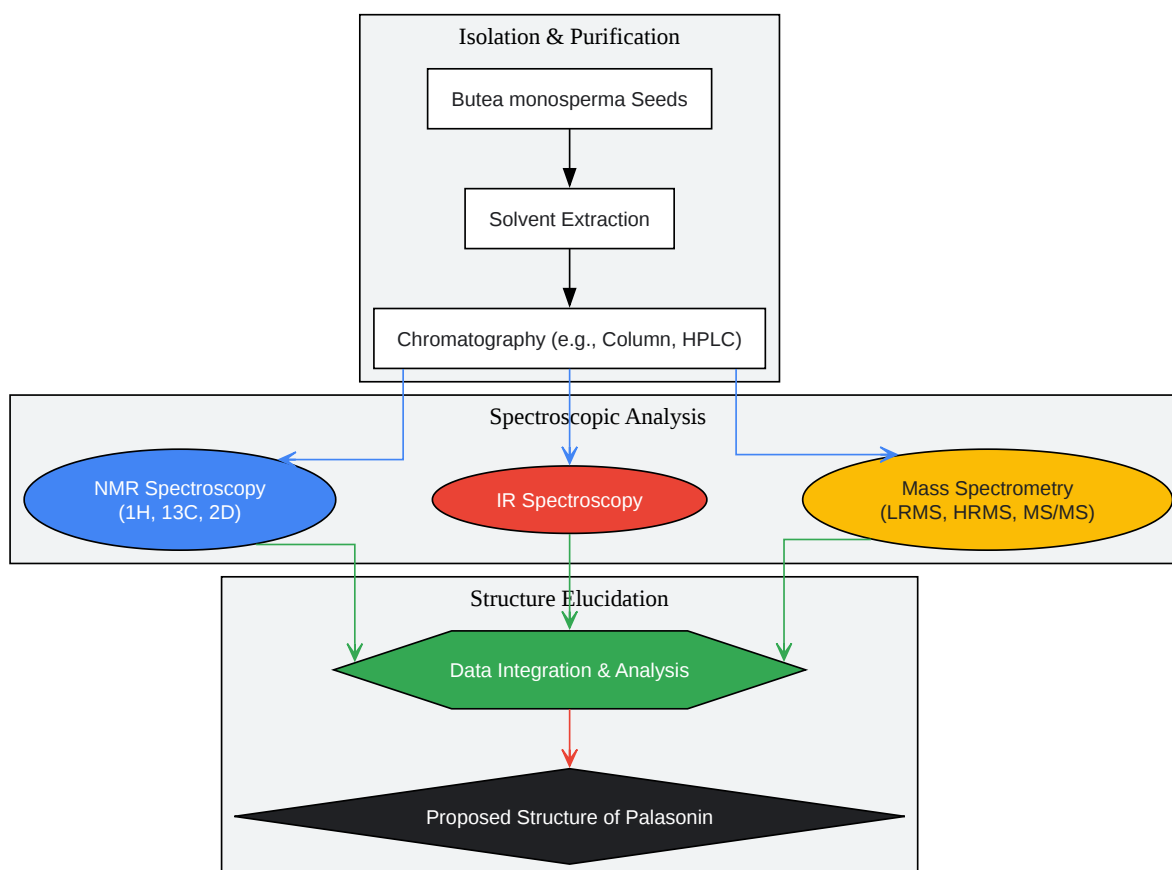 Isolation & Purification
Butea monosperma Seeds
Solvent Extraction
Chromatography (e.g., Column, HPLC)
Spectroscopic Analysis
NMR Spectroscopy
(1H, 13C, 2D)
IR Spectroscopy
Mass Spectrometry
(LRMS, HRMS, MS/MS)
Structure Elucidation
Data Integration & Analysis
Proposed Structure of Palasonin